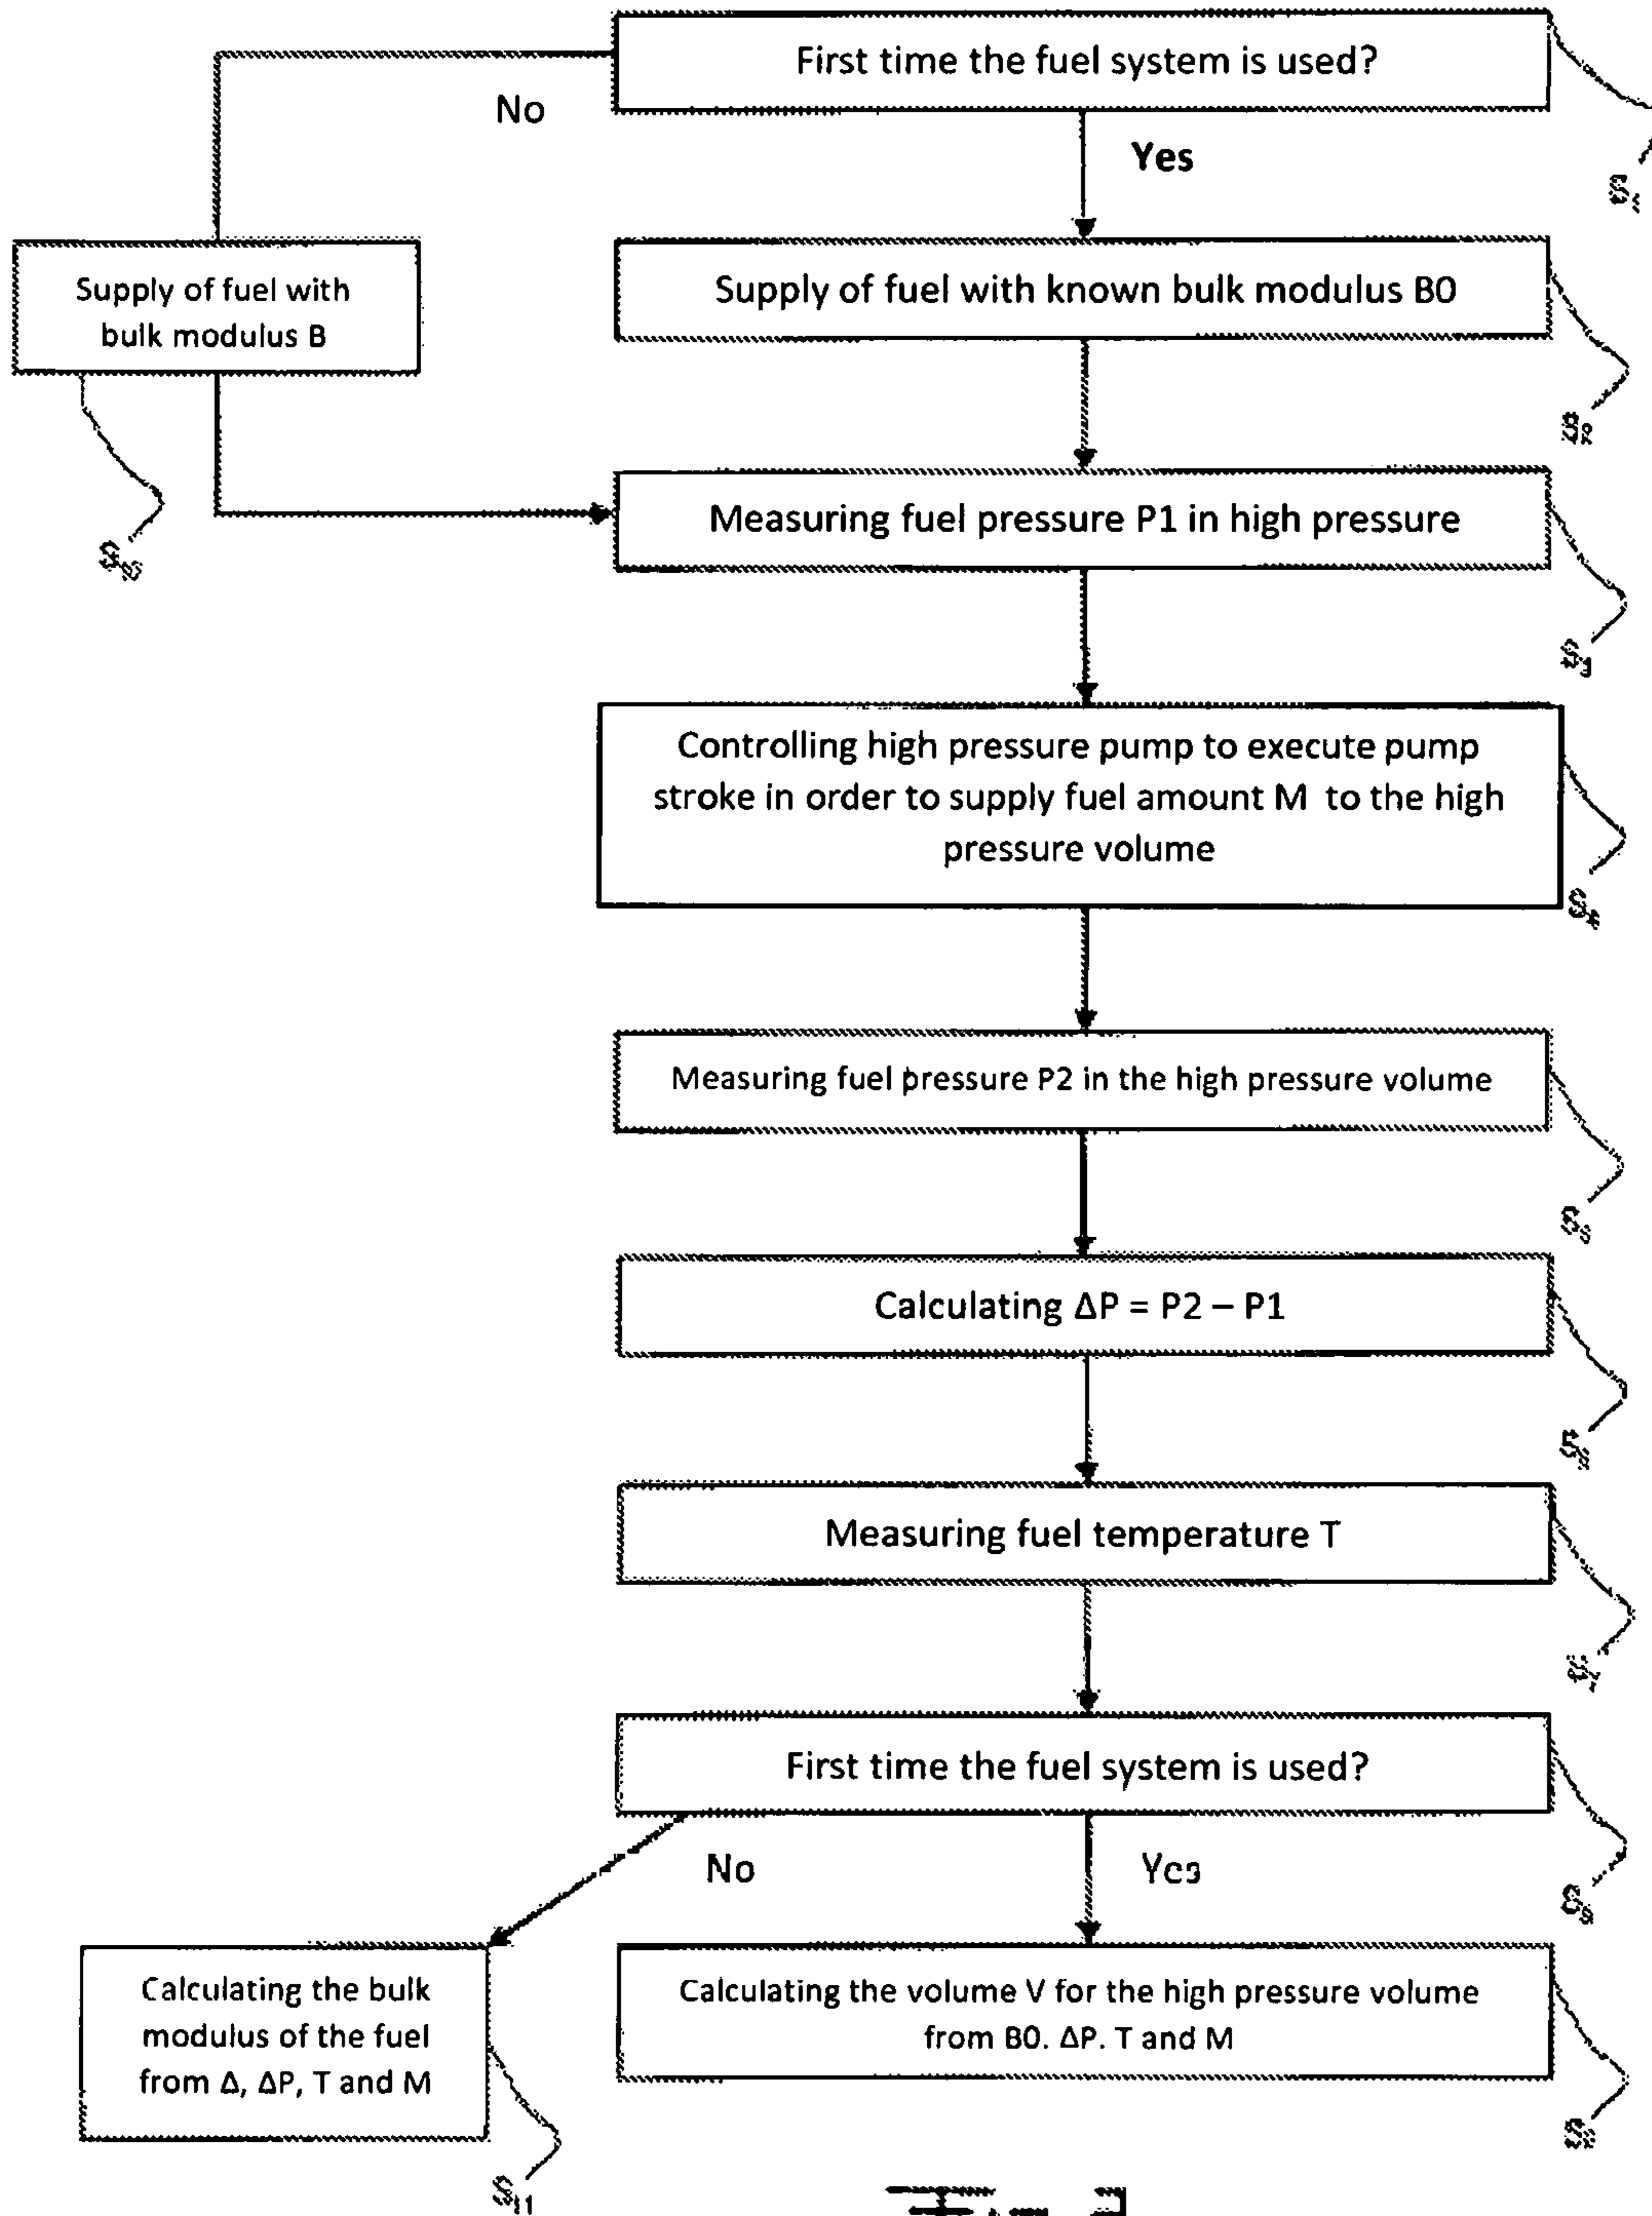 First time the fuel system is used?
No
Yes
Supply of fuel with
bulk modulus B
Supply of fuel with known bulk modulus B0
Measuring fuel pressure P1 in high pressure
Controlling high pressure pump to execute pump
stroke in order to supply fuel amount M to the high
pressure volume
Measuring fuel pressure P2 in the high pressure volume
Calculating ΔP = P2 – P1
Measuring fuel temperature T
First time the fuel system is used?
No
Yes
Calculating the bulk
modulus of the fuel
from Δ, ΔP, T and M
Calculating the volume V for the high pressure volume
from B0. ΔP. T and M
S11